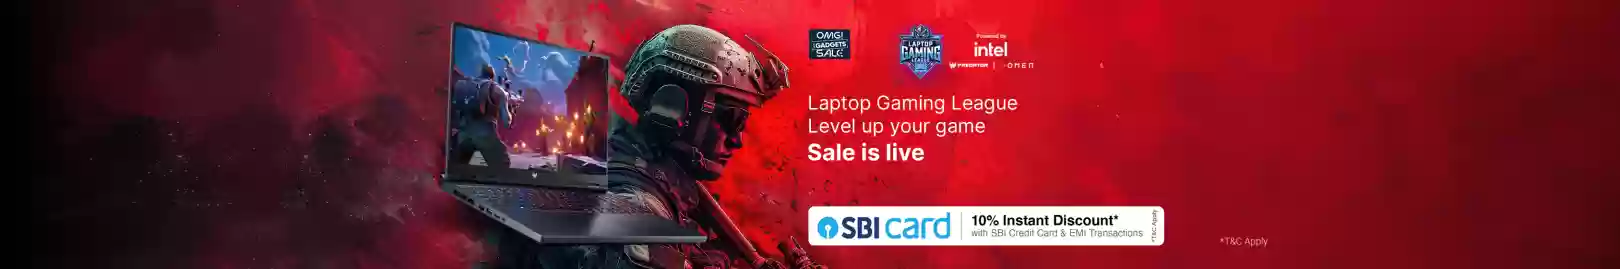 OMG!
GADGETS
SALE
LAPTOP
GAMING
LEAGUE
Powered by
intel
PREDATOR | OMEN
Laptop Gaming League
Level up your game
Sale is live
SBI card
10% Instant Discount*
with SBI Credit Card & EMI Transactions
*T&C Apply
*T&C Apply